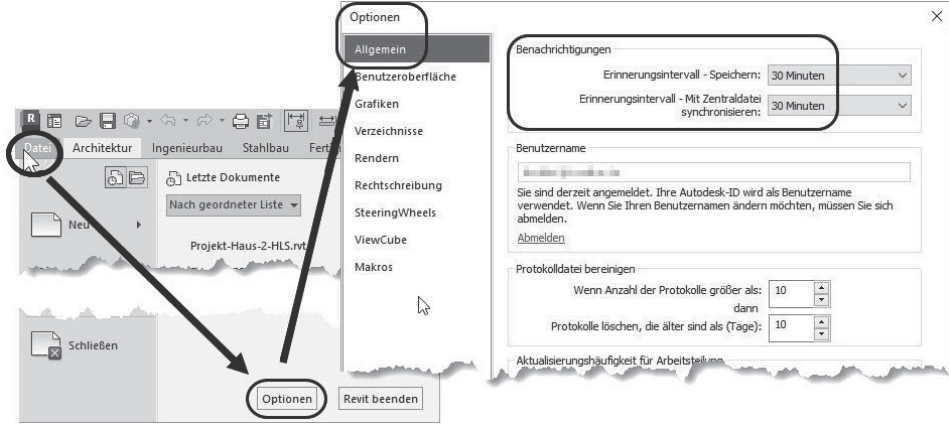 Optionen
Allgemein
Benutzeroberfläche
Grafiken
Verzeichnisse
Rendern
Rechtschreibung
SteeringWheels
ViewCube
Makros
Benachrichtigungen
Erinnerungsintervall - Speichern: 30 Minuten
Erinnerungsintervall - Mit Zentraldatei
synchronisieren: 30 Minuten
Benutzername
Sie sind derzeit angemeldet. Ihre Autodesk-ID wird als Benutzername
verwendet. Wenn Sie Ihren Benutzernamen ändern möchten, müssen Sie sich
abmelden.
Abmelden
Protokolldatei bereinigen
Wenn Anzahl der Protokolle größer als: 10
dann
Protokolle löschen, die älter sind als (Tage): 10
Aktualisierungshäufigkeit für Arbeitsteilung
R
Datei Architektur Ingenieurbau Stahlbau
Letzte Dokumente
Neu
Nach geordneter Liste
Projekt-Haus-2-HLS.rvt
Schließen
Optionen Revit beenden